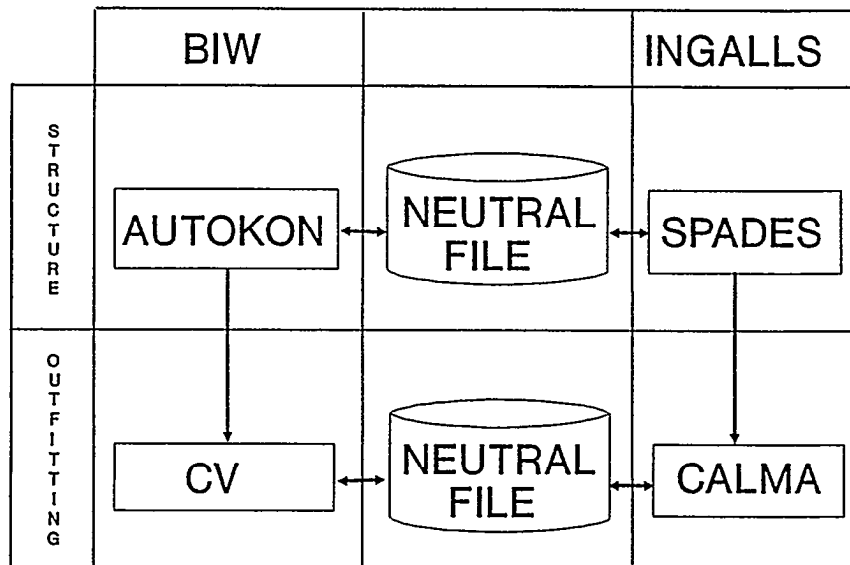 BIW
INGALLS
STRUCTURE
AUTOKON
NEUTRAL
FILE
SPADES
OUTFITTING
CV
NEUTRAL
FILE
CALMA